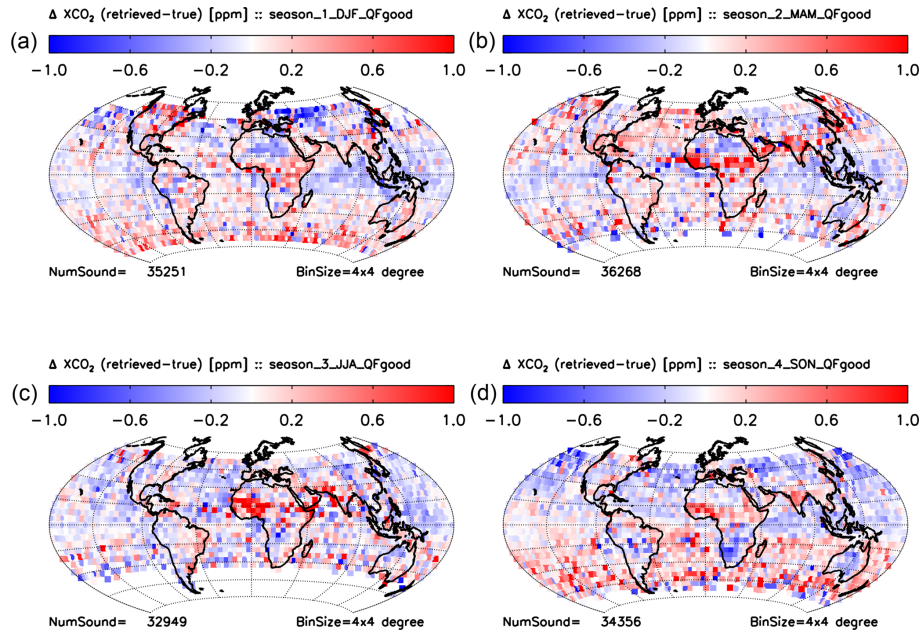 Δ XCO₂ (retrieved-true) [ppm] :: season_1_DJF_QFgood
(a)
-1.0 -0.6 -0.2 0.2 0.6 1.0
NumSound= 35251 BinSize=4x4 degree
Δ XCO₂ (retrieved-true) [ppm] :: season_2_MAM_QFgood
(b)
-1.0 -0.6 -0.2 0.2 0.6 1.0
NumSound= 36268 BinSize=4x4 degree
Δ XCO₂ (retrieved-true) [ppm] :: season_3_JJA_QFgood
(c)
-1.0 -0.6 -0.2 0.2 0.6 1.0
NumSound= 32949 BinSize=4x4 degree
Δ XCO₂ (retrieved-true) [ppm] :: season_4_SON_QFgood
(d)
-1.0 -0.6 -0.2 0.2 0.6 1.0
NumSound= 34356 BinSize=4x4 degree